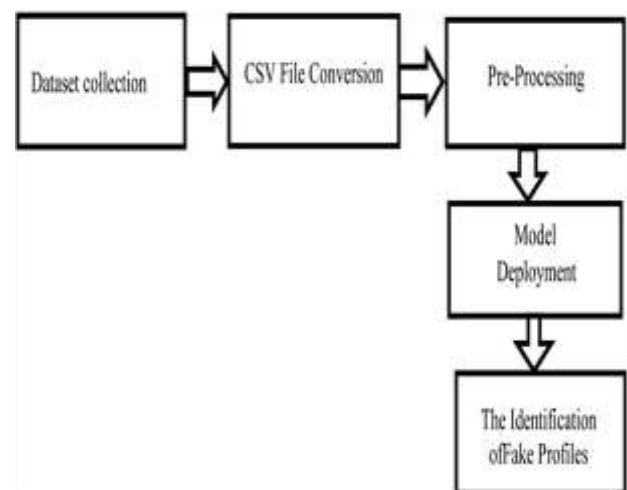 Dataset collection
CSV File Conversion
Pre-Processing
Model
Deployment
The Identification
ofFake Profiles